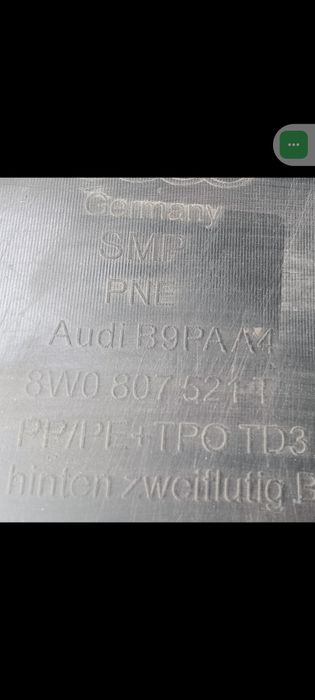 Germany
SMP
PNE
Audi B9PA A4
8W0 807 521 T
PP/PE+TPO TD3
hinten zweiflutig